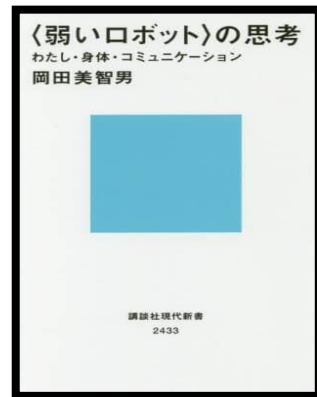 〈弱いロボット〉の思考
わたし・身体・コミュニケーション
岡田美智男
講談社現代新書
2433